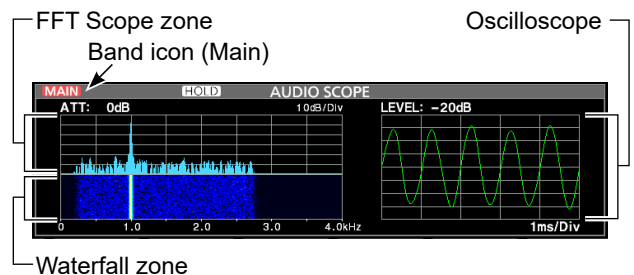 FFT Scope zone
Oscilloscope
Band icon (Main)
MAIN HOLD AUDIO SCOPE
ATT: 0dB 10dB/Div LEVEL: -20dB
0 1.0 2.0 3.0 4.0kHz 1ms/Div
Waterfall zone